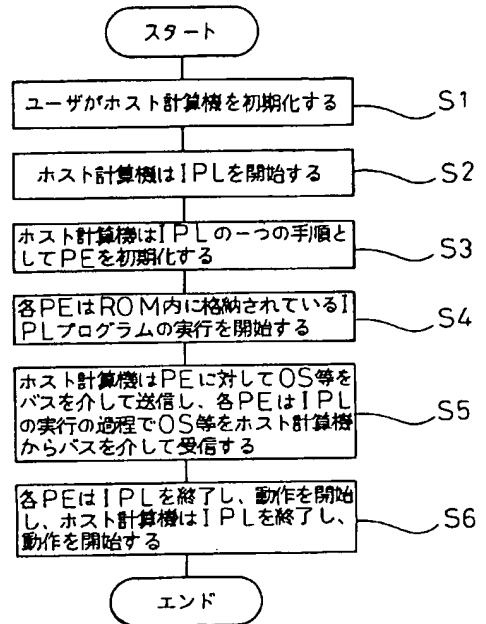 スタート
ユーザがホスト計算機を初期化する
S1
ホスト計算機はIPLを開始する
S2
ホスト計算機はIPLの一つの手順と
してPEを初期化する
S3
各PEはROM内に格納されているI
PLプログラムの実行を開始する
S4
ホスト計算機はPEに対してOS等を
バスを介して送信し、各PEはIPL
の実行の過程でOS等をホスト計算機
からバスを介して受信する
S5
各PEはIPLを終了し、動作を開始
し、ホスト計算機はIPLを終了し、
動作を開始する
S6
エンド